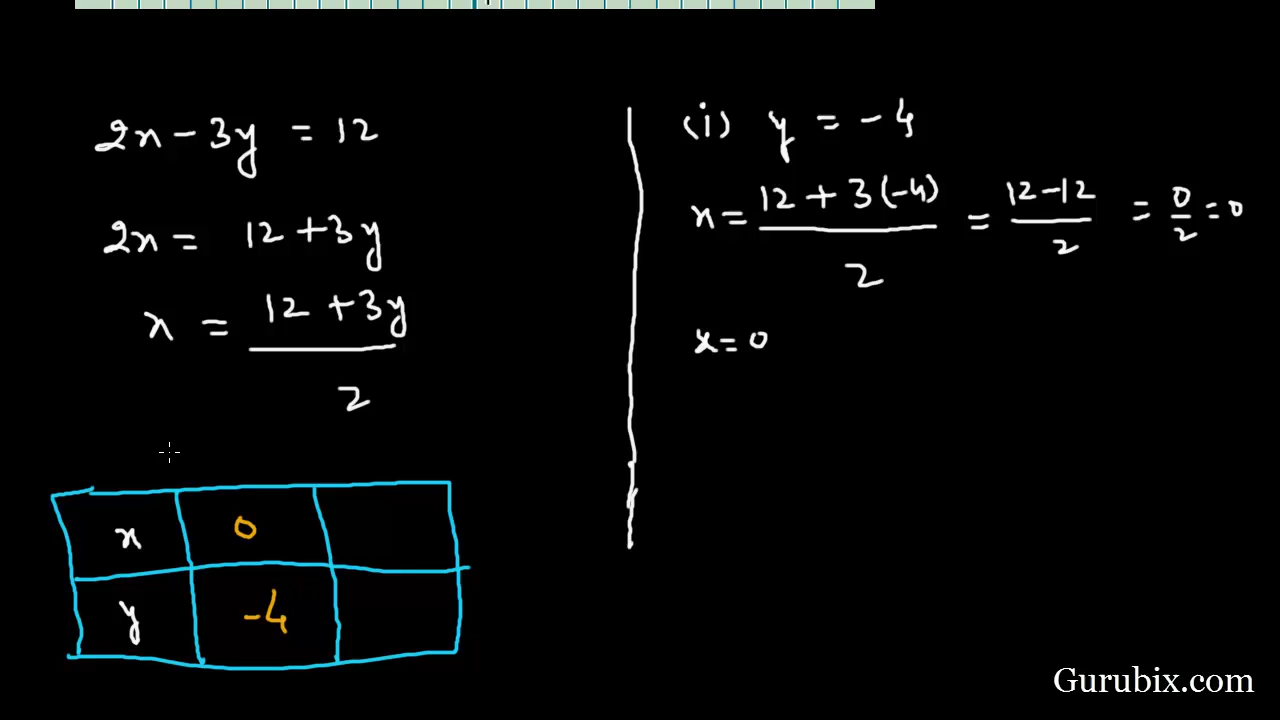 2x - 3y = 12
2x = 12 + 3y
x = 12 + 3y / 2
x 0
y -4
(i) y = -4
x = 12 + 3(-4) / 2 = 12 - 12 / 2 = 0 / 2 = 0
x = 0
Gurubix.com